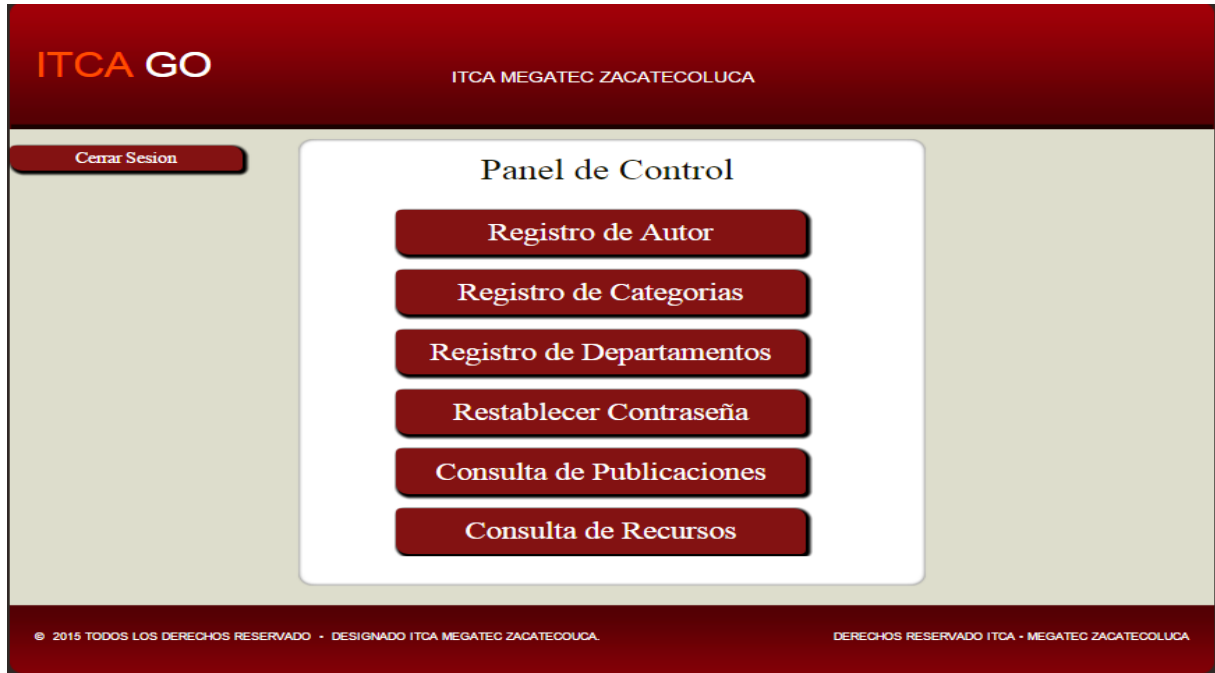 ITCA GO
ITCA MEGATEC ZACATECOLUCA
Cerrar Sesion
Panel de Control
Registro de Autor
Registro de Categorias
Registro de Departamentos
Restablecer Contraseña
Consulta de Publicaciones
Consulta de Recursos
© 2015 TODOS LOS DERECHOS RESERVADO - DESIGNADO ITCA MEGATEC ZACATECOUCA.
DERECHOS RESERVADO ITCA - MEGATEC ZACATECOLUCA